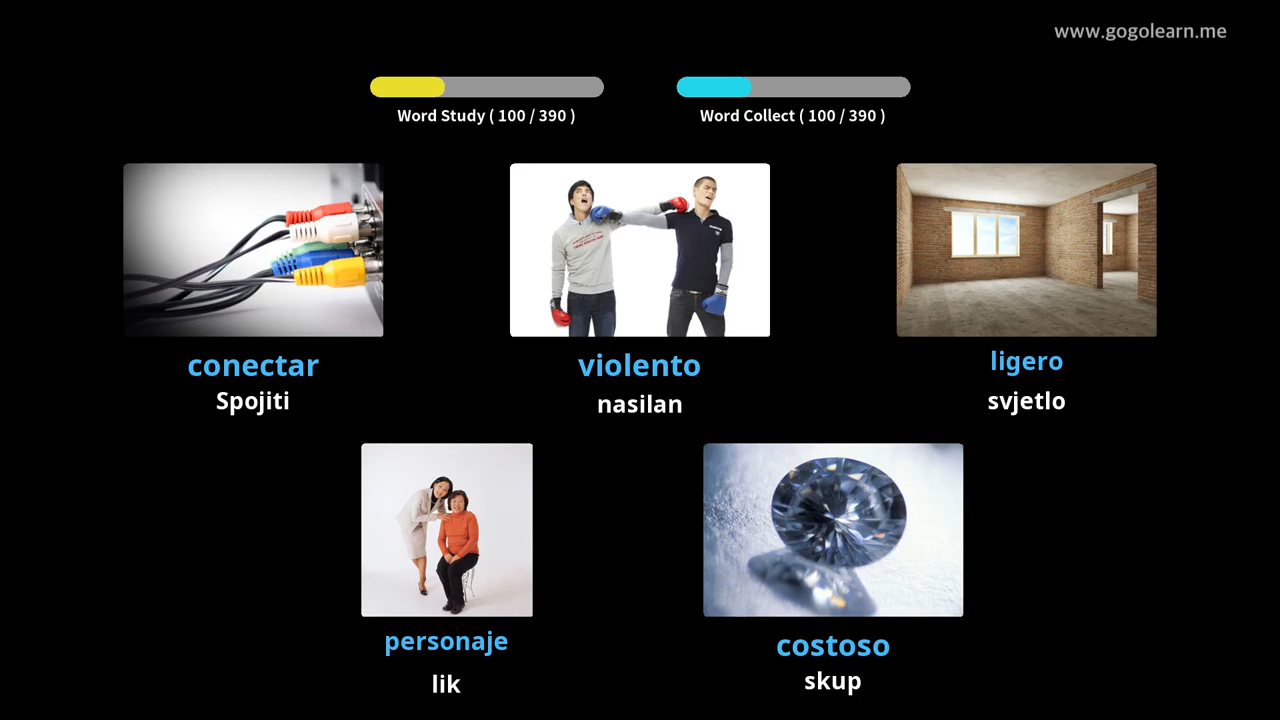 www.gogolearn.me
Word Study ( 100 / 390 )
Word Collect ( 100 / 390 )
conectar
Spojiti
violento
nasilan
ligero
svjetlo
personaje
lik
costoso
skup